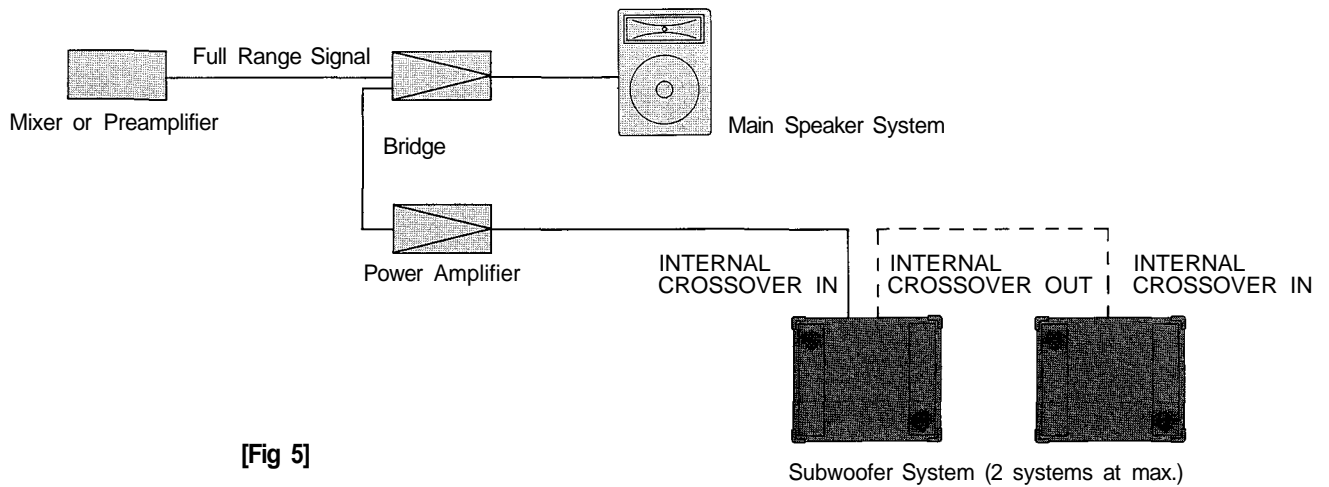 Full Range Signal
Mixer or Preamplifier
Main Speaker System
Bridge
Power Amplifier
INTERNAL
CROSSOVER IN
INTERNAL
CROSSOVER OUT
INTERNAL
CROSSOVER IN
[Fig 5]
Subwoofer System (2 systems at max.)